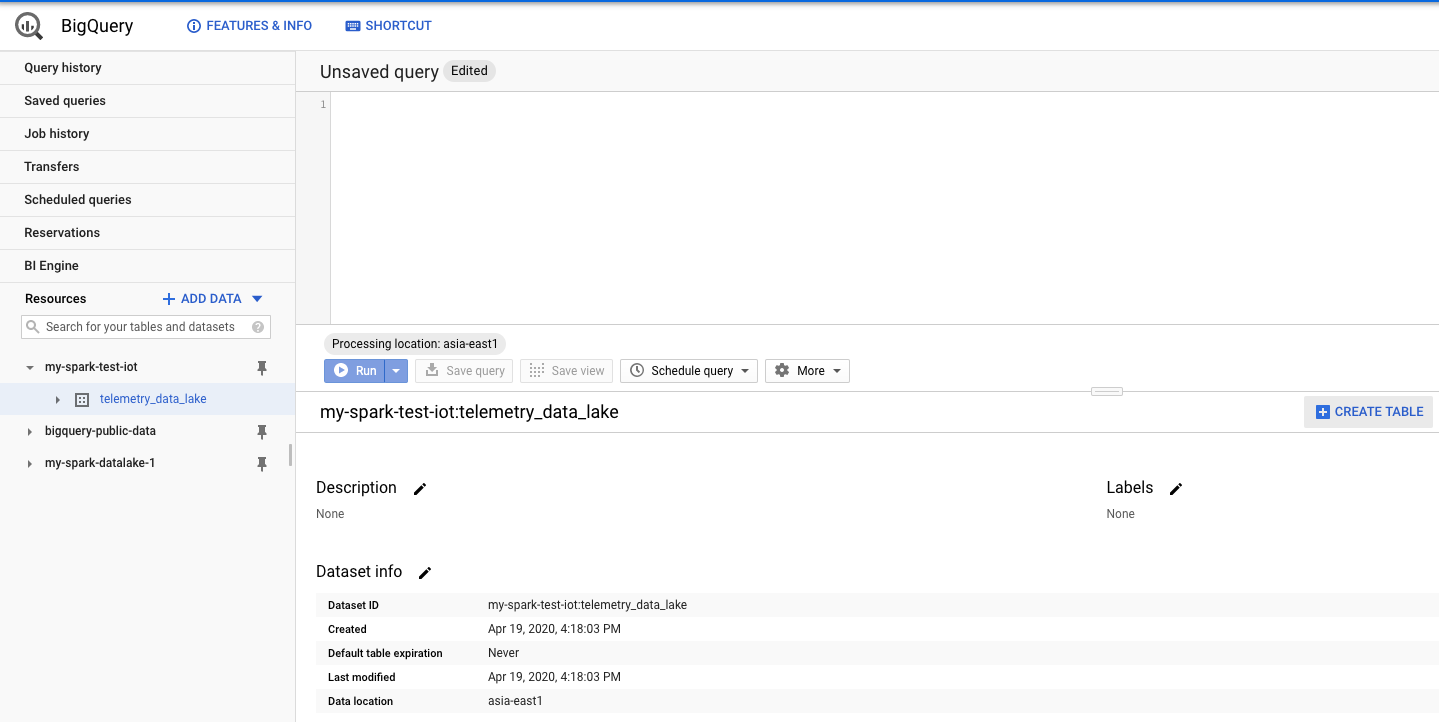 BigQuery
FEATURES & INFO
SHORTCUT
Query history
Saved queries
Job history
Transfers
Scheduled queries
Reservations
BI Engine
Resources
ADD DATA
Search for your tables and datasets
?
my-spark-test-iot
telemetry_data_lake
bigquery-public-data
my-spark-datalake-1
Unsaved query
Edited
1
Processing location: asia-east1
Run
Save query
Save view
Schedule query
More
my-spark-test-iot:telemetry_data_lake
CREATE TABLE
Description
None
Labels
None
Dataset info
Dataset ID my-spark-test-iot:telemetry_data_lake
Created Apr 19, 2020, 4:18:03 PM
Default table expiration Never
Last modified Apr 19, 2020, 4:18:03 PM
Data location asia-east1